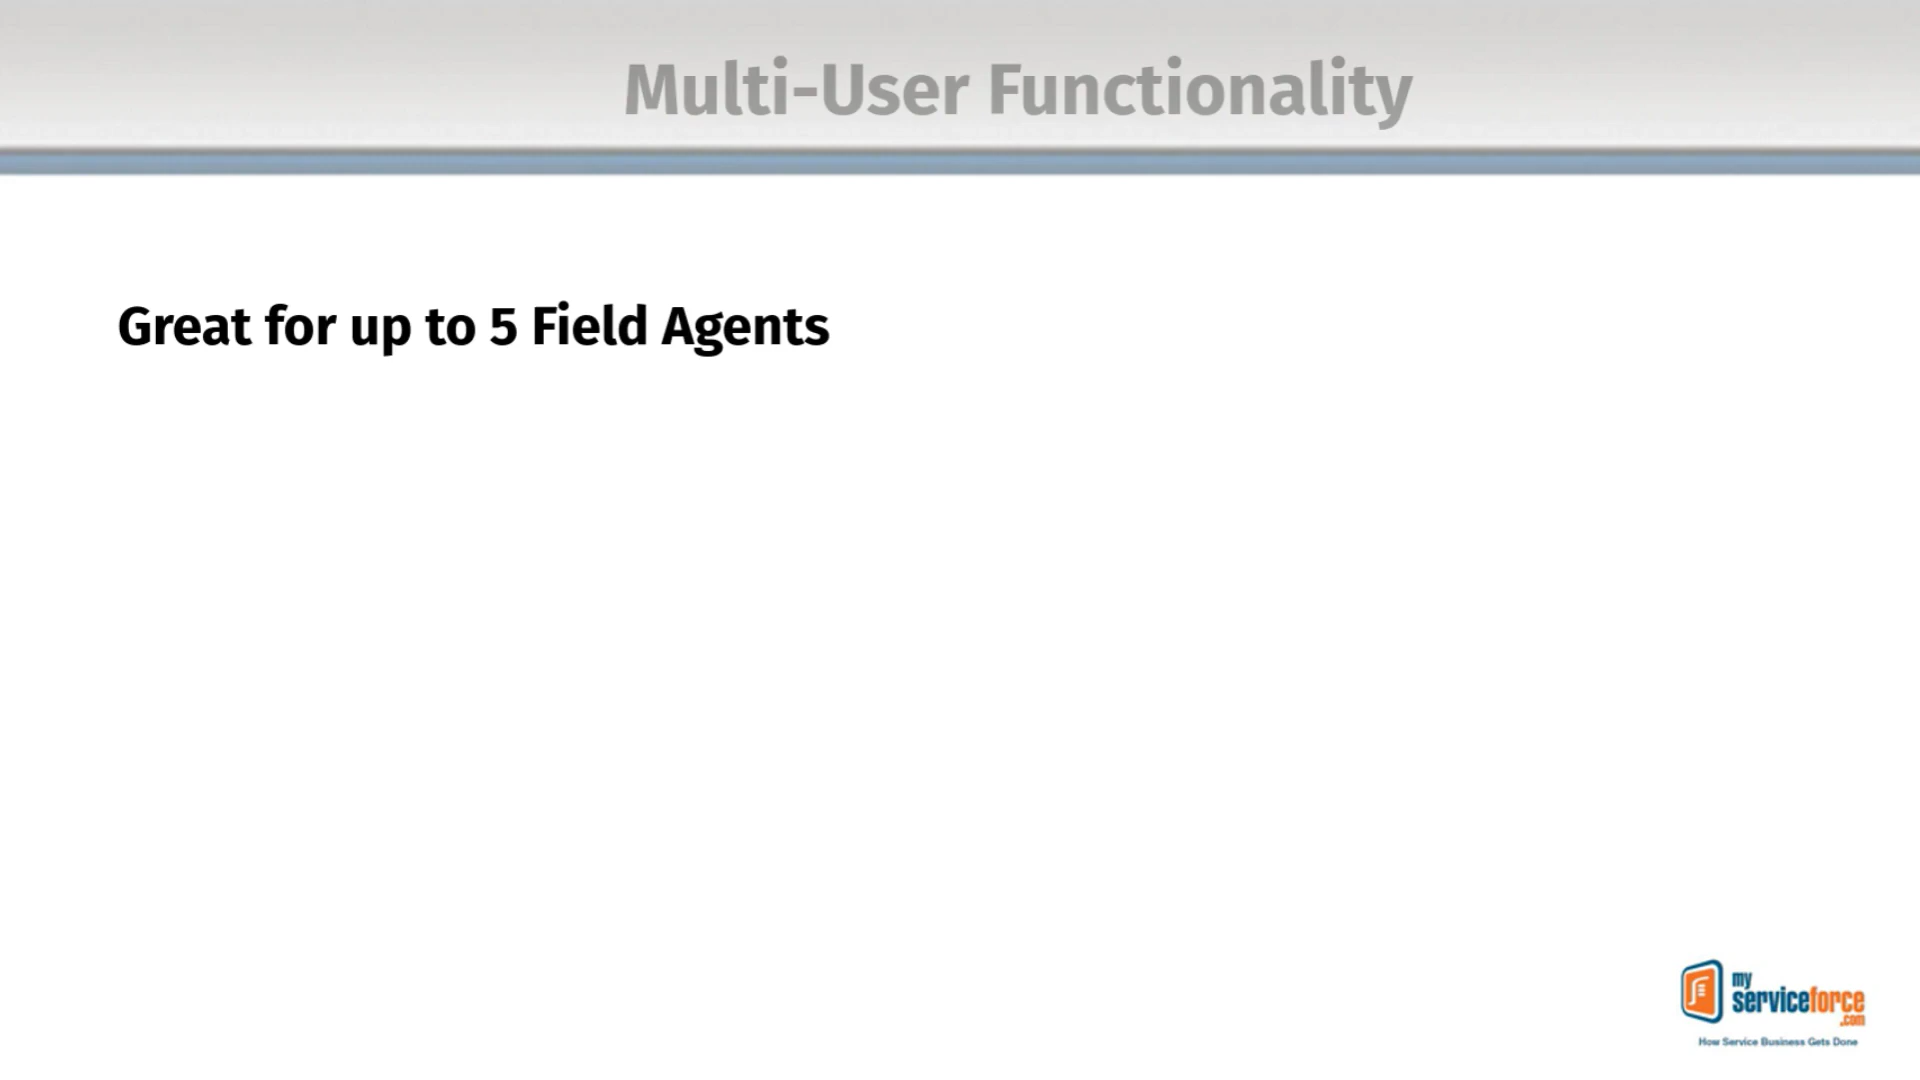 Multi-User Functionality
Great for up to 5 Field Agents
my
serviceforce
.com
How Service Business Gets Done